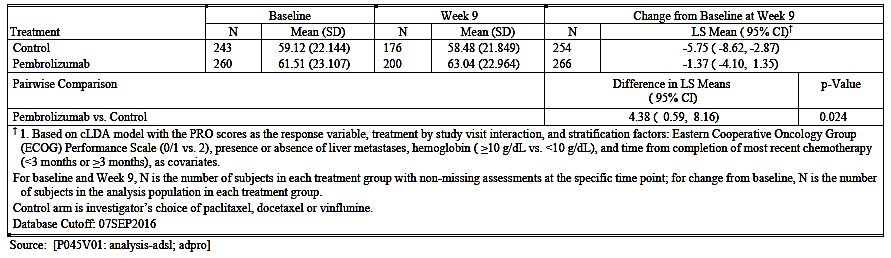 Baseline Week 9 Change from Baseline at Week 9
Treatment N Mean (SD) N Mean (SD) N LS Mean ( 95% CI)†
Control 243 59.12 (22.144) 176 58.48 (21.849) 254 -5.75 ( -8.62, -2.87)
Pembrolizumab 260 61.51 (23.107) 200 63.04 (22.964) 266 -1.37 ( -4.10, 1.35)
Pairwise Comparison Difference in LS Means p-Value
( 95% CI)
Pembrolizumab vs. Control 4.38 ( 0.59, 8.16) 0.024
† 1. Based on cLDA model with the PRO scores as the response variable, treatment by study visit interaction, and stratification factors: Eastern Cooperative Oncology Group
(ECOG) Performance Scale (0/1 vs. 2), presence or absence of liver metastases, hemoglobin ( ≥10 g/dL vs. <10 g/dL), and time from completion of most recent chemotherapy
(<3 months or ≥3 months), as covariates.
For baseline and Week 9, N is the number of subjects in each treatment group with non-missing assessments at the specific time point; for change from baseline, N is the number
of subjects in the analysis population in each treatment group.
Control arm is investigator's choice of paclitaxel, docetaxel or vinflunine.
Database Cutoff: 07SEP2016
Source: [P045V01: analysis-adsl; adpro]